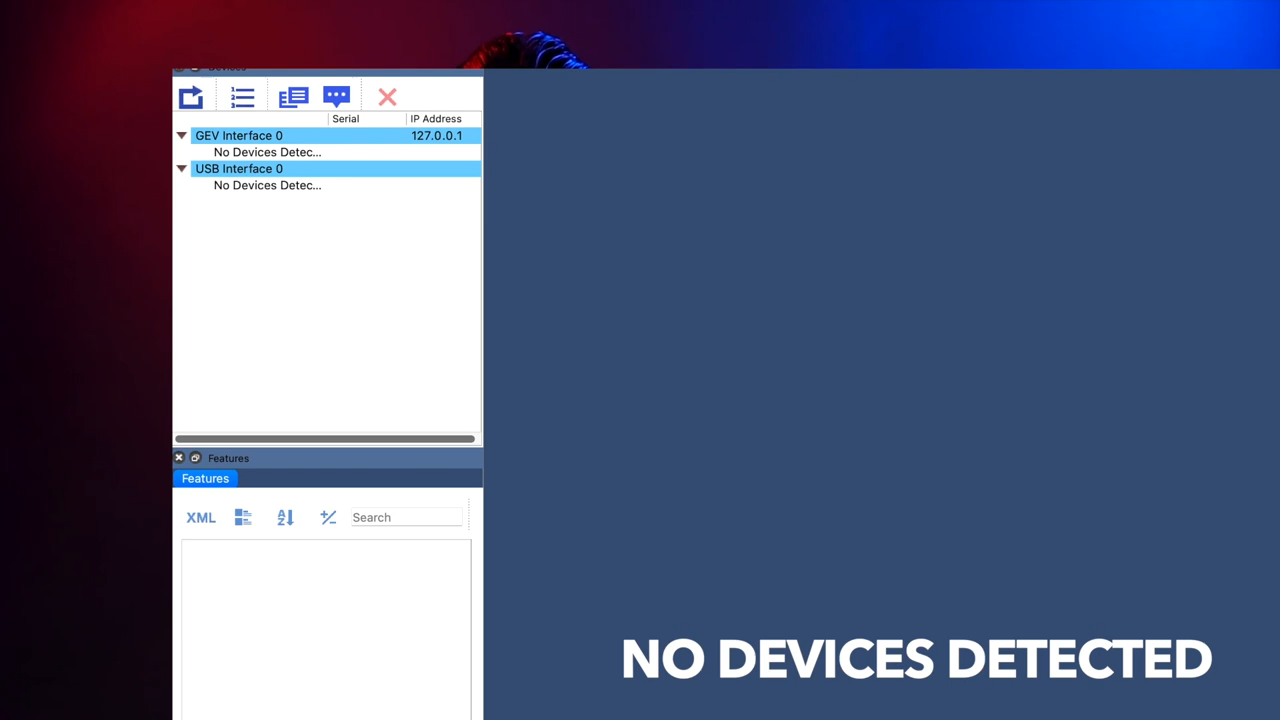 Devices
Serial IP Address
GEV Interface 0 127.0.0.1
No Devices Detec...
USB Interface 0
No Devices Detec...
Features
Features
XML Search
NO DEVICES DETECTED